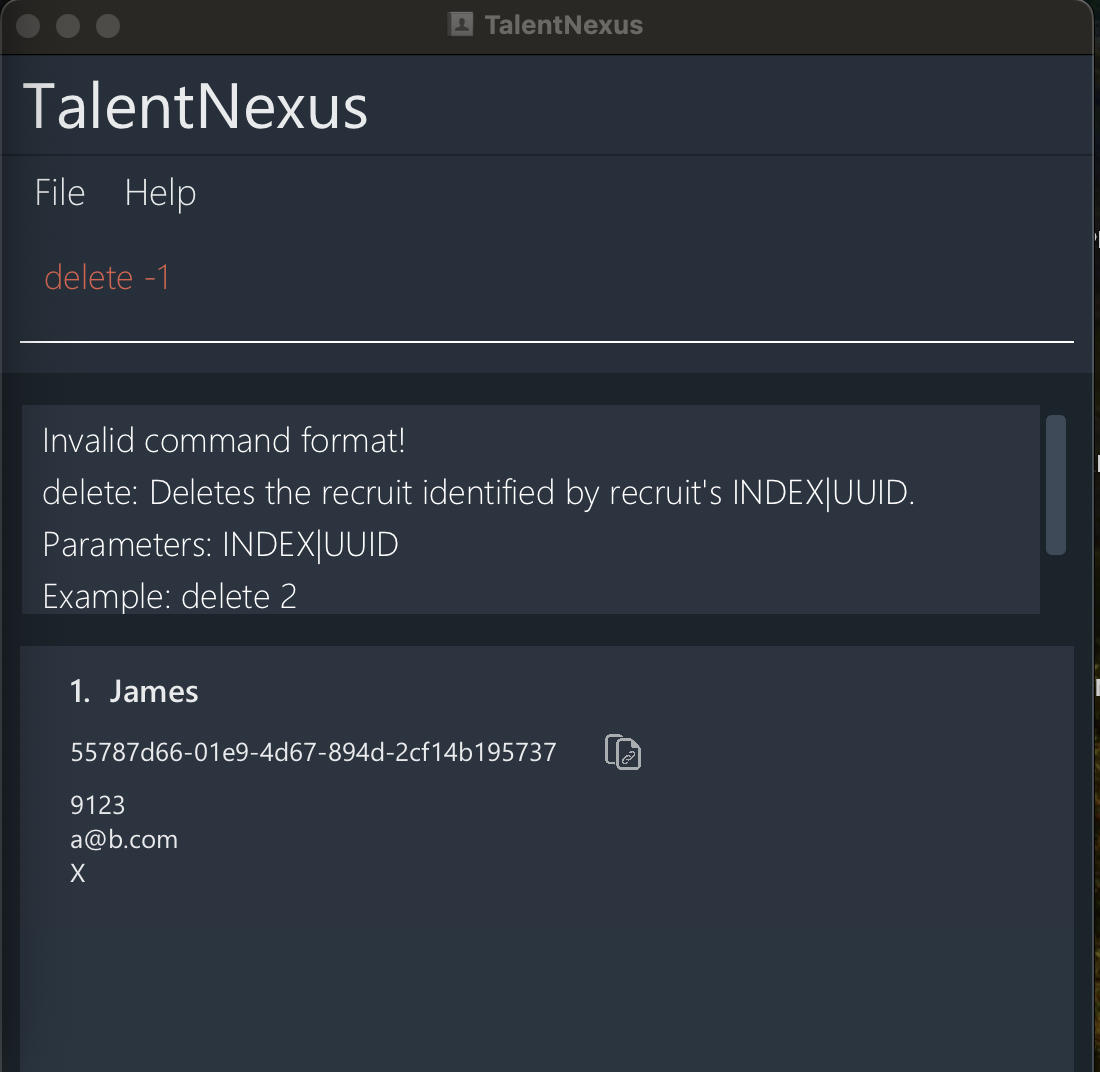 TalentNexus
TalentNexus
File Help
delete -1
Invalid command format!
delete: Deletes the recruit identified by recruit's INDEX|UUID.
Parameters: INDEX|UUID
Example: delete 2
1. James
55787d66-01e9-4d67-894d-2cf14b195737
9123
a@b.com
X